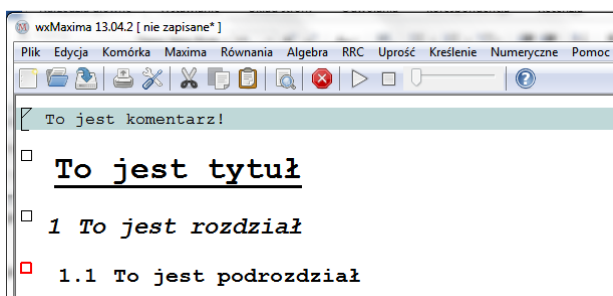 wxMaxima 13.04.2 [ nie zapisane* ]
Plik Edycja Komórka Maxima Równania Algebra RRC Uprość Kreślenie Numeryczne Pomoc
To jest komentarz!
To jest tytuł
1 To jest rozdział
1.1 To jest podrozdział